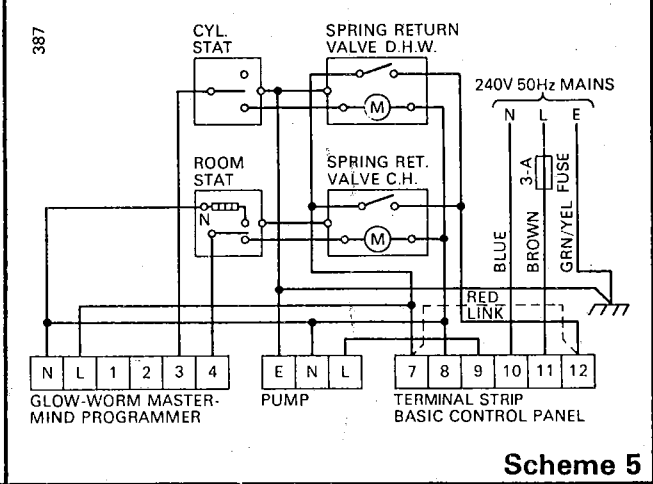 387
CYL.
STAT
SPRING RETURN
VALVE D.H.W.
M
240V 50Hz MAINS
N L E
3-A FUSE
BLUE
BROWN
GRN/YEL
ROOM
STAT
N
SPRING RET.
VALVE C.H.
M
RED
LINK
N L 1 2 3 4
GLOW-WORM MASTER-
MIND PROGRAMMER
E N L
PUMP
7 8 9 10 11 12
TERMINAL STRIP
BASIC CONTROL PANEL
Scheme 5